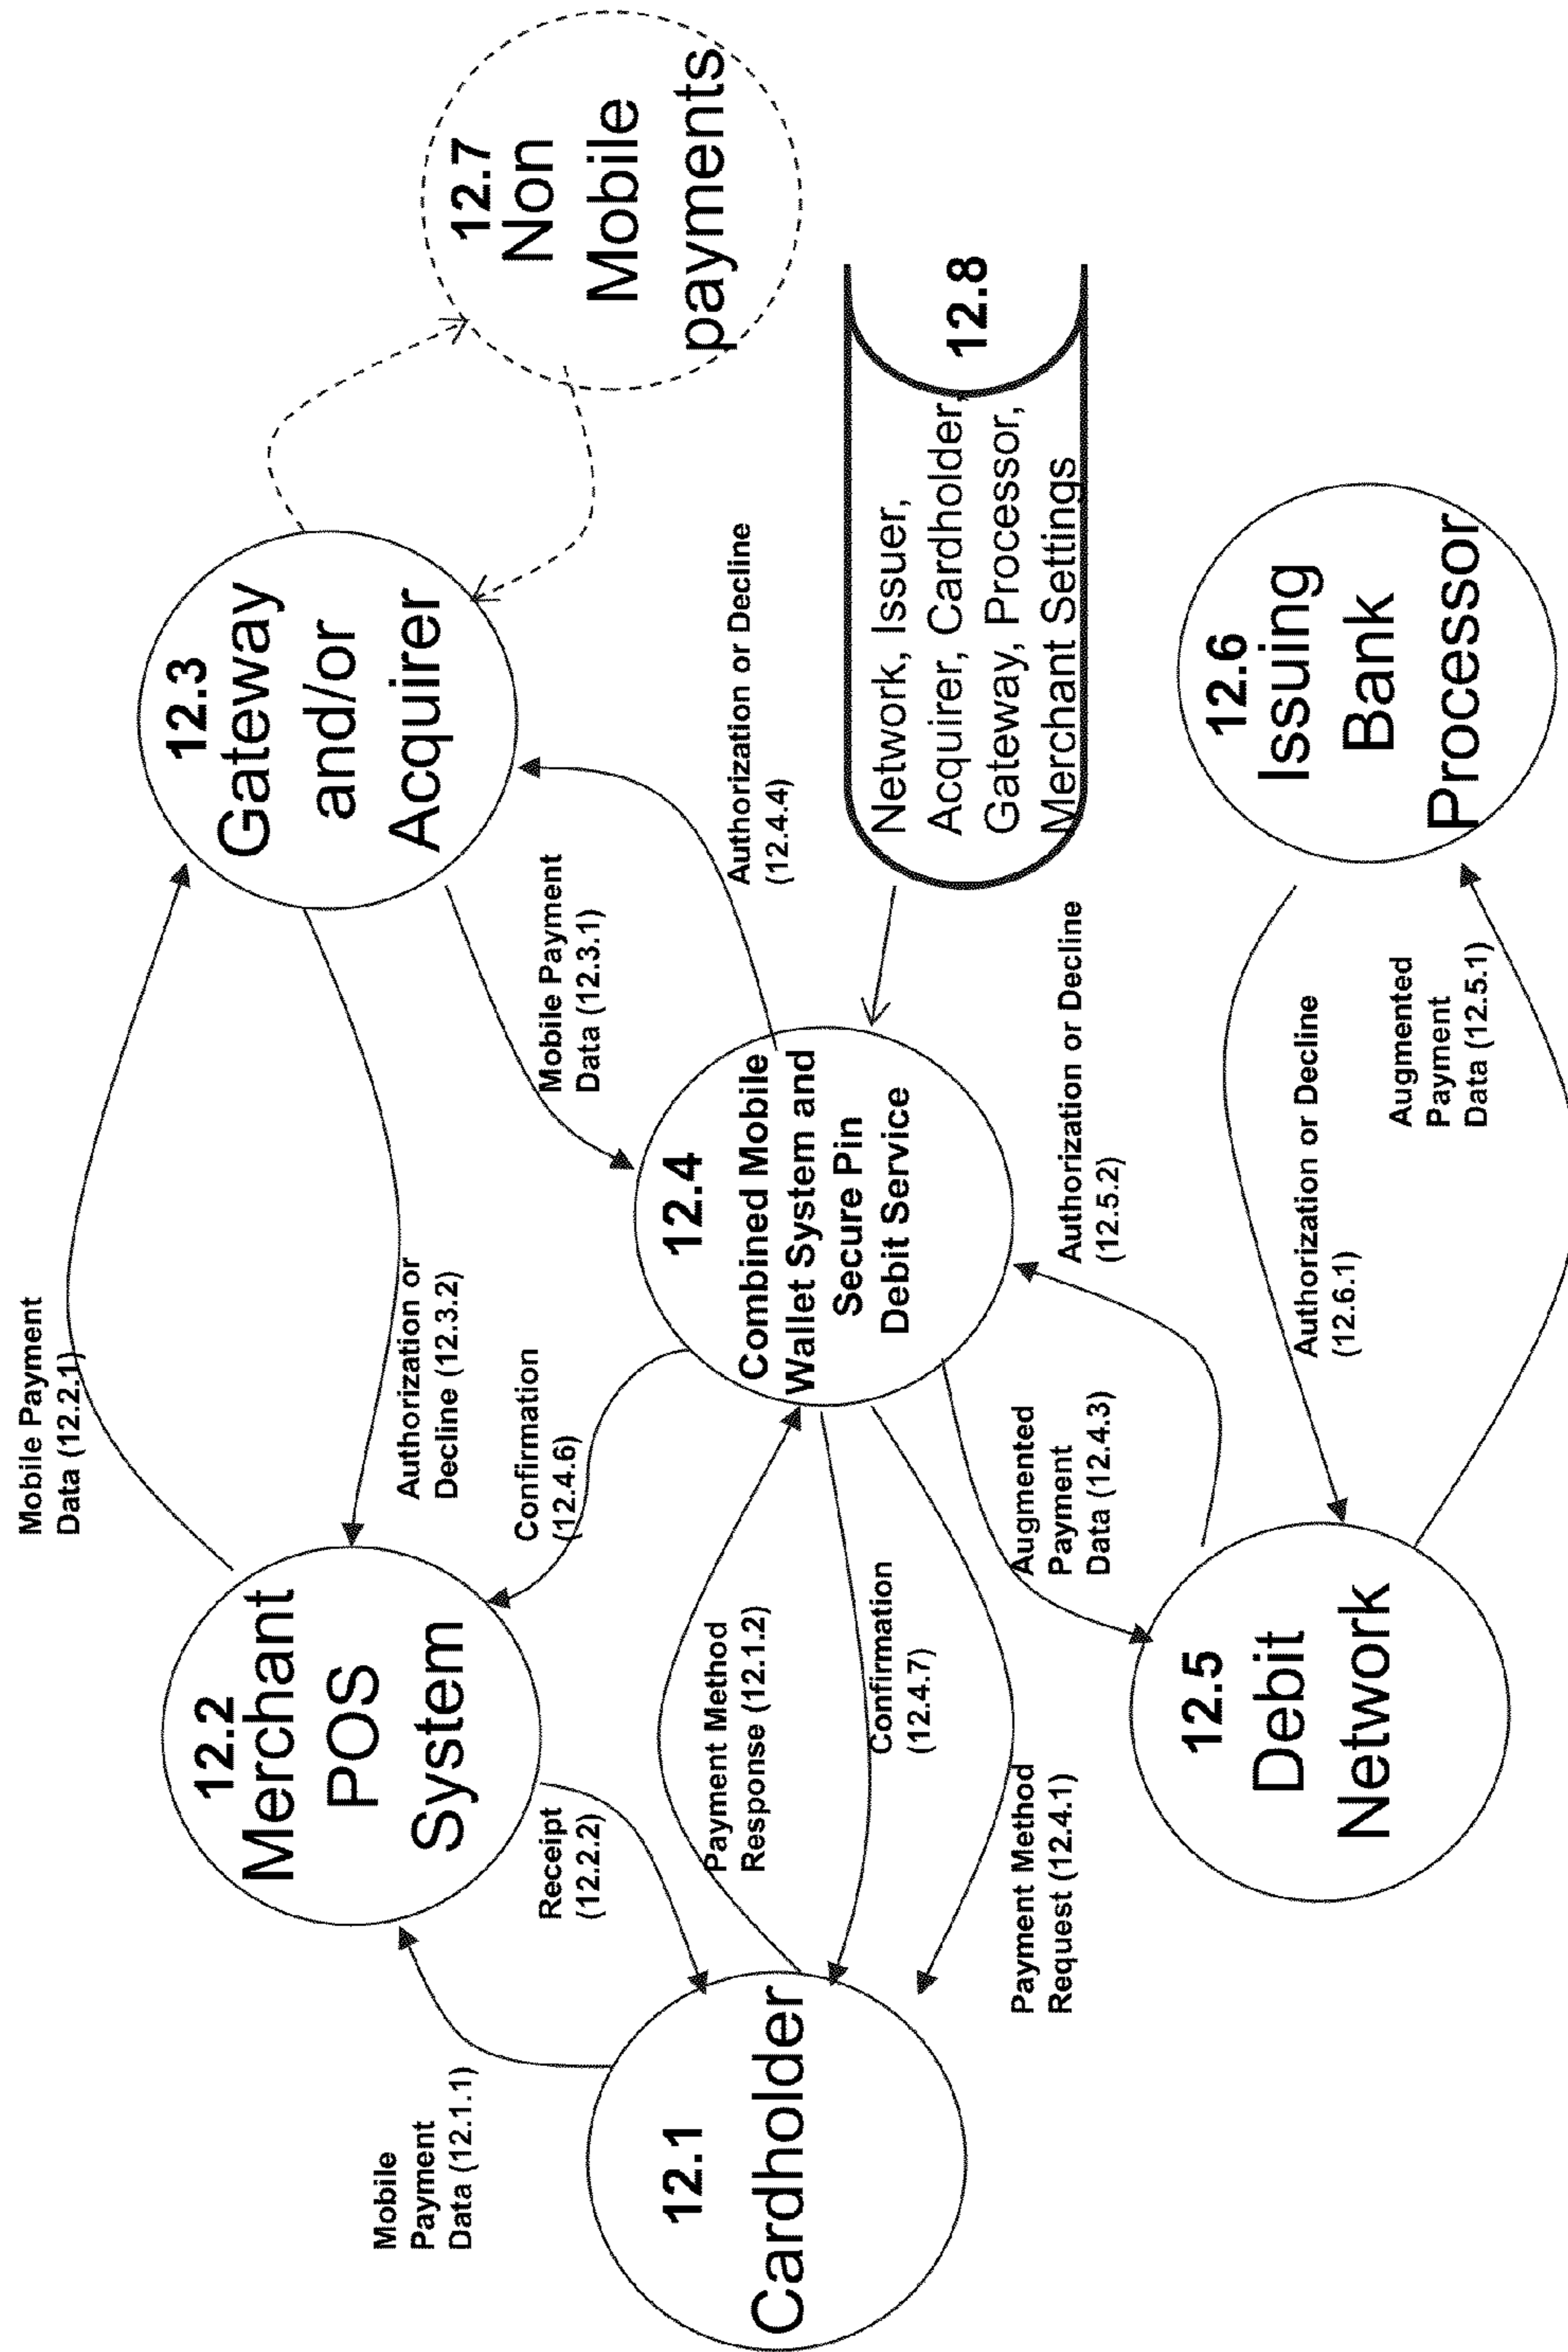 Mobile Payment
Data (12.2.1)
12.2
Merchant
POS
System
12.3
Gateway
and/or
Acquirer
12.7
Non
Mobile
payments
Authorization or
Decline (12.3.2)
Mobile
Payment
Data (12.1.1)
Receipt
(12.2.2)
Confirmation
(12.4.6)
Mobile Payment
Data (12.3.1)
Authorization or Decline
(12.4.4)
12.1
Cardholder
Payment Method
Response (12.1.2)
Confirmation
(12.4.7)
Payment Method
Request (12.4.1)
12.4
Combined Mobile
Wallet System and
Secure Pin
Debit Service
Network, Issuer,
Acquirer, Cardholder,
Gateway, Processor,
Merchant Settings
12.8
Augmented
Payment
Data (12.4.3)
Authorization or Decline
(12.5.2)
12.5
Debit
Network
Authorization or Decline
(12.6.1)
Augmented
Payment
Data (12.5.1)
12.6
Issuing
Bank
Processor